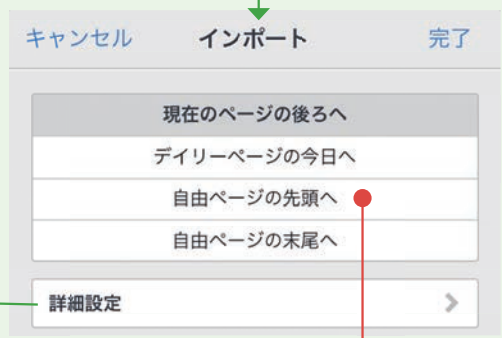 キャンセル インポート 完了
現在のページの後ろへ
デイリーページの今日へ
自由ページの先頭へ
自由ページの末尾へ
詳細設定